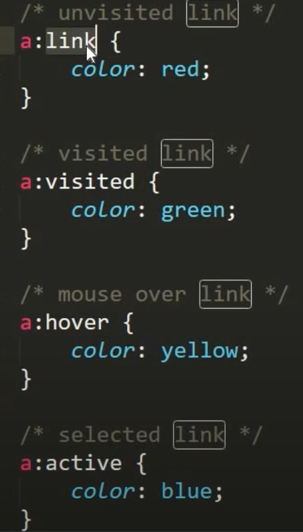 /* unvisited link */
a:link {
    color: red;
}
/* visited link */
a:visited {
    color: green;
}
/* mouse over link */
a:hover {
    color: yellow;
}
/* selected link */
a:active {
    color: blue;
}